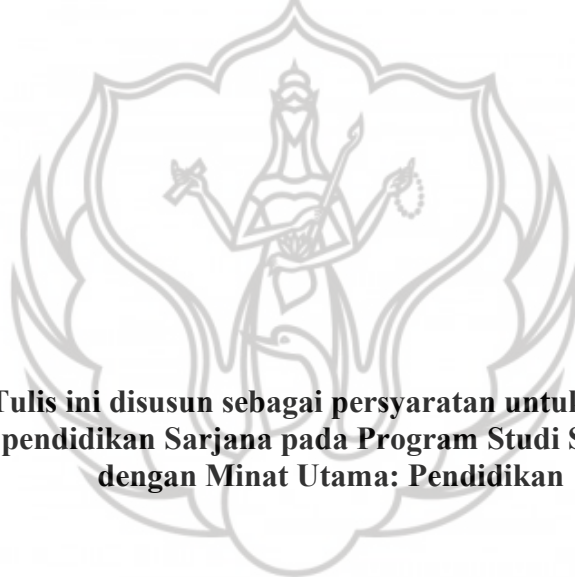 Tulis ini disusun sebagai persyaratan untuk
pendidikan Sarjana pada Program Studi S
dengan Minat Utama: Pendidikan